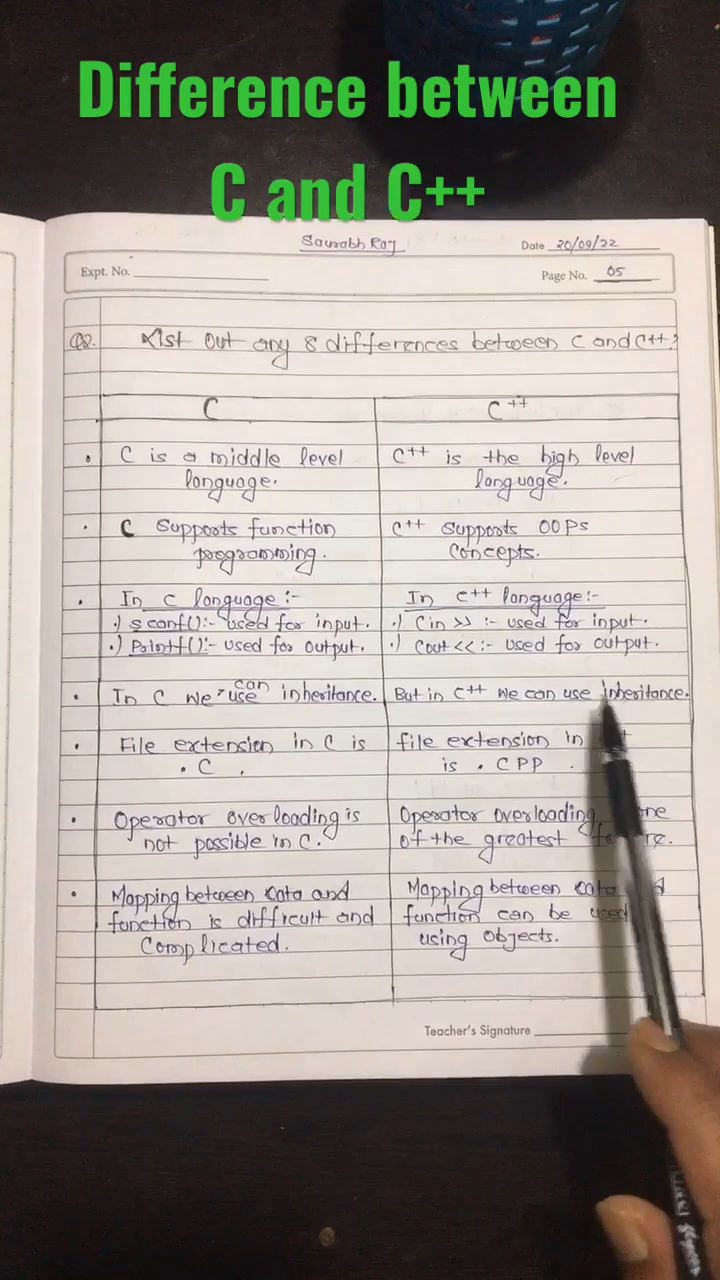 Difference between
C and C++
Saurabh Raj
Date 20/09/22
Expt. No.
Page No. 05
Q2. List out any 8 differences between C and C++?
C
C++
C is a middle level
language.
C++ is the high level
language.
C supports function
programming.
C++ supports OOPs
concepts.
In C language :-
•) scanf() :- used for input.
•) Printf() :- used for output.
In C++ language :-
•) Cin >> :- used for input.
•) Cout << :- used for output.
In C we can use inheritance.
But in C++ we can use inheritance.
File extension in C is
.C .
file extension in
is . CPP .
Operator overloading is
not possible in C.
Operator overloading
of the greatest
Mapping between data and
function is difficult and
Complicated.
Mapping between
function can be used
using objects.
Teacher's Signature